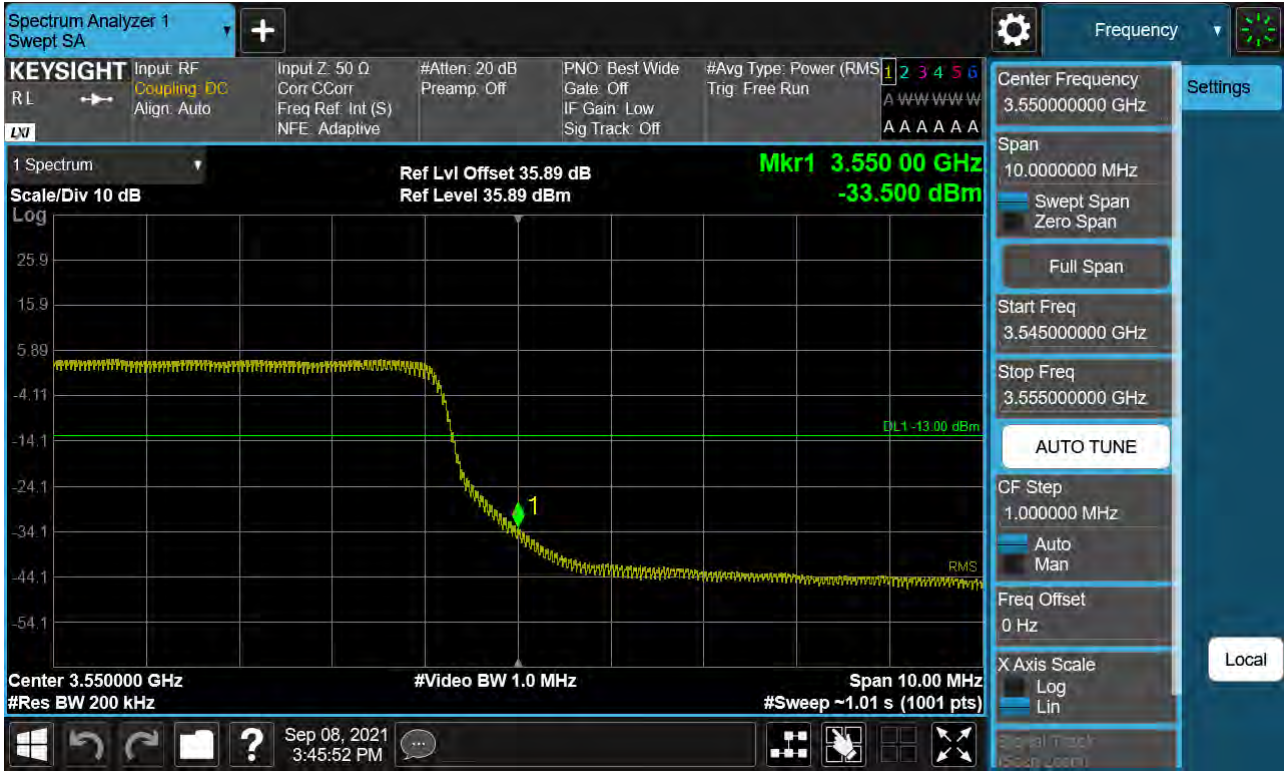 Spectrum Analyzer 1
Swept SA
Frequency
KEYSIGHT
RL
LXI
Input: RF
Coupling: DC
Align: Auto
Input Z: 50 Ω
Corr CCorr
Freq Ref: Int (S)
NFE: Adaptive
#Atten: 20 dB
Preamp: Off
PNO: Best Wide
Gate: Off
IF Gain: Low
Sig Track: Off
#Avg Type: Power (RMS
Trig: Free Run
1 2 3 4 5 6
A W W W W W
A A A A A A
1 Spectrum
Scale/Div 10 dB
Log
Ref Lvl Offset 35.89 dB
Ref Level 35.89 dBm
Mkr1 3.550 00 GHz
-33.500 dBm
25.9
15.9
5.89
-4.11
-14.1
-24.1
-34.1
-44.1
-54.1
DL1 -13.00 dBm
1
RMS
Center 3.550000 GHz
#Res BW 200 kHz
#Video BW 1.0 MHz
Span 10.00 MHz
#Sweep ~1.01 s (1001 pts)
Center Frequency
3.550000000 GHz
Settings
Span
10.0000000 MHz
Swept Span
Zero Span
Full Span
Start Freq
3.545000000 GHz
Stop Freq
3.555000000 GHz
AUTO TUNE
CF Step
1.000000 MHz
Auto
Man
Freq Offset
0 Hz
X Axis Scale
Log
Lin
Local
Signal Track
(Span Zoom)
Sep 08, 2021
3:45:52 PM